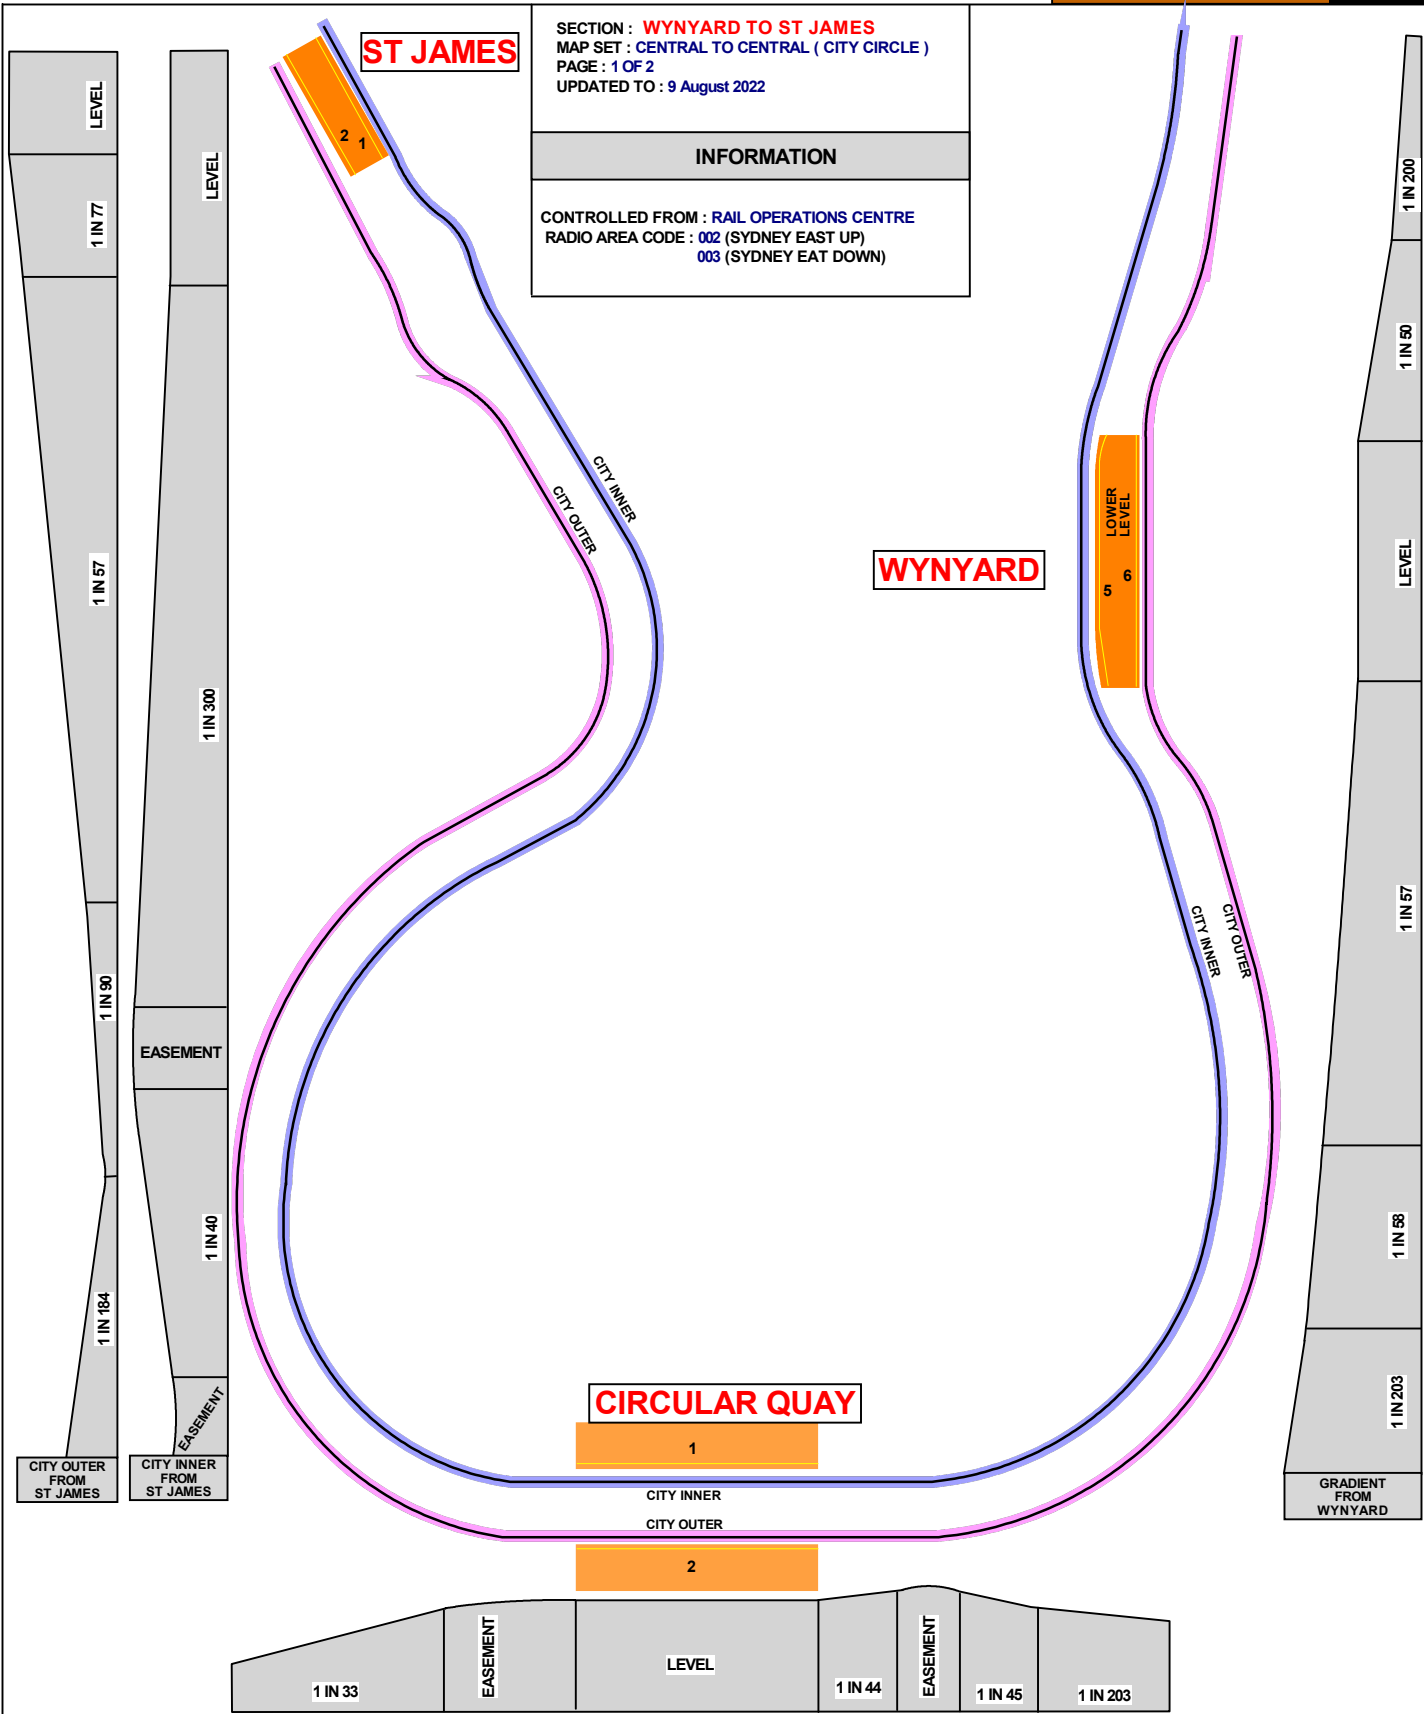 ST JAMES
SECTION : WYNYARD TO ST JAMES
MAP SET : CENTRAL TO CENTRAL ( CITY CIRCLE )
PAGE : 1 OF 2
UPDATED TO : 9 August 2022
INFORMATION
CONTROLLED FROM : RAIL OPERATIONS CENTRE
RADIO AREA CODE : 002 (SYDNEY EAST UP)
003 (SYDNEY EAT DOWN)
2
1
LEVEL
1 IN 77
1 IN 57
1 IN 90
1 IN 184
CITY OUTER
FROM
ST JAMES
LEVEL
1 IN 300
EASEMENT
1 IN 40
EASEMENT
CITY INNER
FROM
ST JAMES
CITY INNER
CITY OUTER
WYNYARD
LOWER
LEVEL
5
6
CITY INNER
CITY OUTER
1 IN 200
1 IN 50
LEVEL
1 IN 57
1 IN 58
1 IN 203
GRADIENT
FROM
WYNYARD
CIRCULAR QUAY
1
CITY INNER
CITY OUTER
2
1 IN 33
EASEMENT
LEVEL
1 IN 44
EASEMENT
1 IN 45
1 IN 203